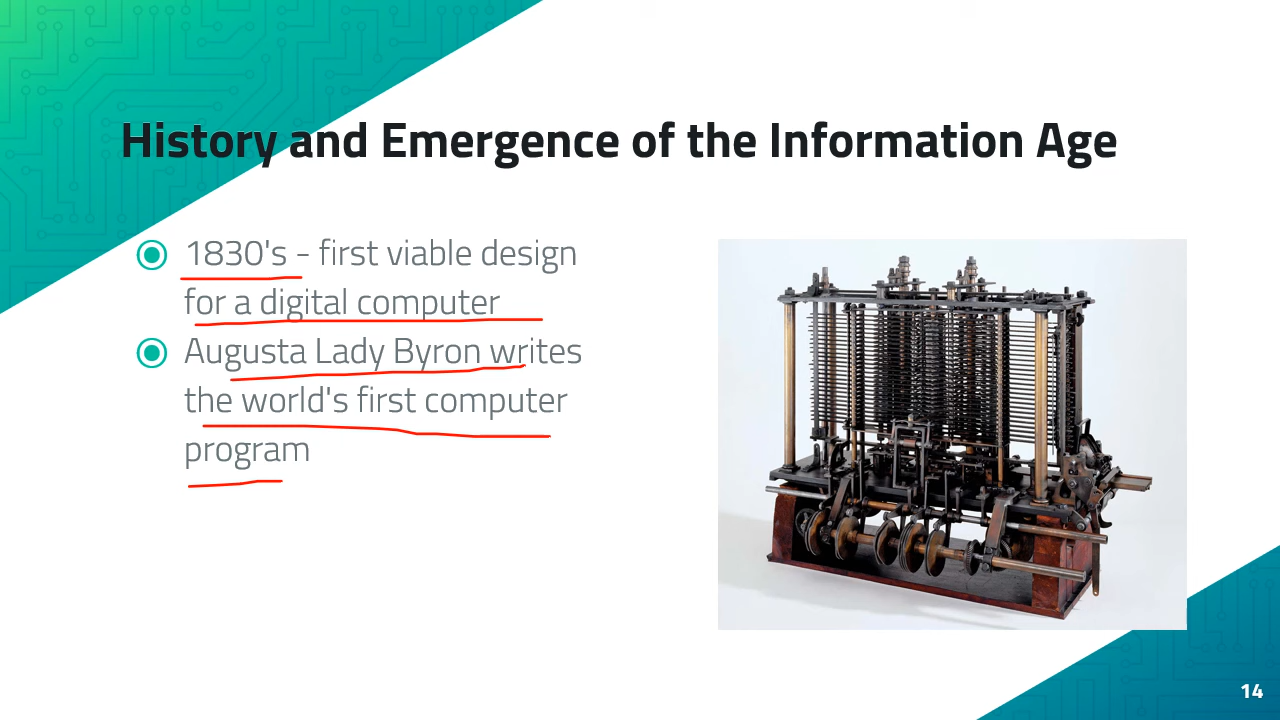 History and Emergence of the Information Age
1830's - first viable design
for a digital computer
Augusta Lady Byron writes
the world's first computer
program
14